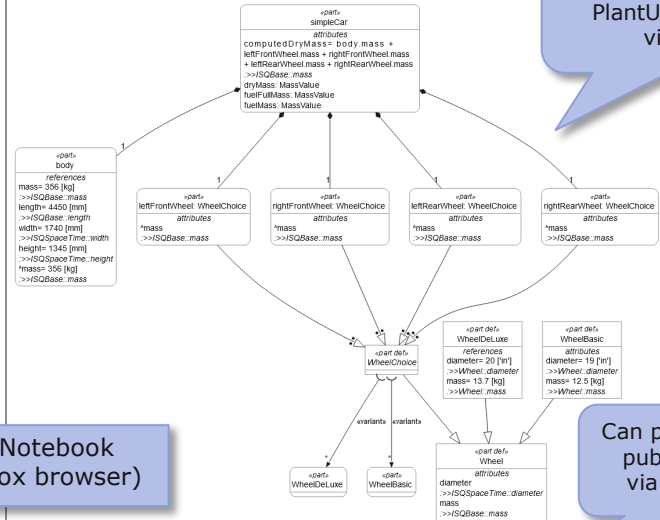 «part»
simpleCar
attributes
computedDryMass= body.mass +
leftFrontWheel.mass + rightFrontWheel.mass
+ leftRearWheel.mass + rightRearWheel.mass
:>>ISQBase::mass
dryMass: MassValue
fuelFullMass: MassValue
fuelMass: MassValue
PlantU
vi
1
1
1
1
1
«part»
body
references
mass= 356 [kg]
:>>ISQBase::mass
length= 4450 [mm]
:>>ISQBase::length
width= 1740 [mm]
:>>ISQSpaceTime::width
height= 1345 [mm]
:>>ISQSpaceTime::height
^mass= 356 [kg]
:>>ISQBase::mass
«part»
leftFrontWheel: WheelChoice
attributes
^mass
:>>ISQBase::mass
«part»
rightFrontWheel: WheelChoice
attributes
^mass
:>>ISQBase::mass
«part»
leftRearWheel: WheelChoice
attributes
^mass
:>>ISQBase::mass
«part»
rightRearWheel: WheelChoice
attributes
^mass
:>>ISQBase::mass
«part def»
WheelChoice
«part def»
WheelDeLuxe
references
diameter= 20 ['in']
:>>Wheel::diameter
mass= 13.7 [kg]
:>>Wheel::mass
«part def»
WheelBasic
attributes
diameter= 19 ['in']
:>>Wheel::diameter
mass= 12.5 [kg]
:>>Wheel::mass
«variant»
«variant»
*
*
«part»
WheelDeLuxe
«part»
WheelBasic
«part def»
Wheel
attributes
diameter
:>>ISQSpaceTime::diameter
mass
:>>ISQBase::mass
Notebook
ox browser)
Can p
pub
via